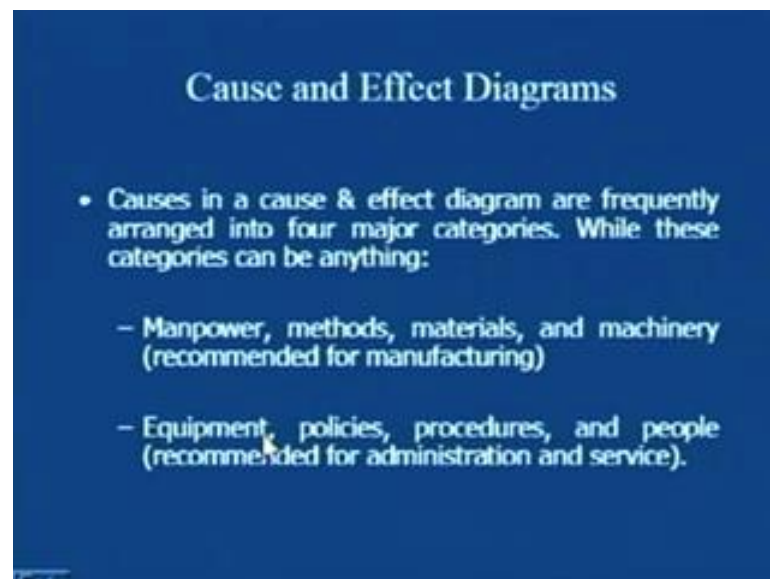 Cause and Effect Diagrams
• Causes in a cause & effect diagram are frequently
arranged into four major categories. While these
categories can be anything:
– Manpower, methods, materials, and machinery
(recommended for manufacturing)
– Equipment, policies, procedures, and people
(recommended for administration and service).